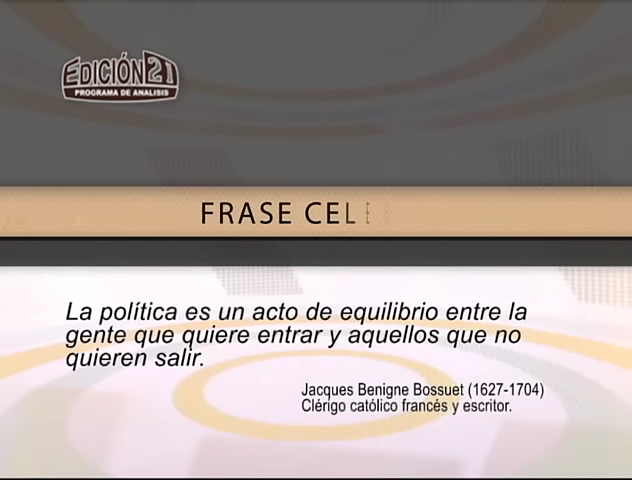 EDICIÓN 21
PROGRAMA DE ANALISIS
FRASE CELEB
La política es un acto de equilibrio entre la
gente que quiere entrar y aquellos que no
quieren salir.
Jacques Benigne Bossuet (1627-1704)
Clérigo católico francés y escritor.